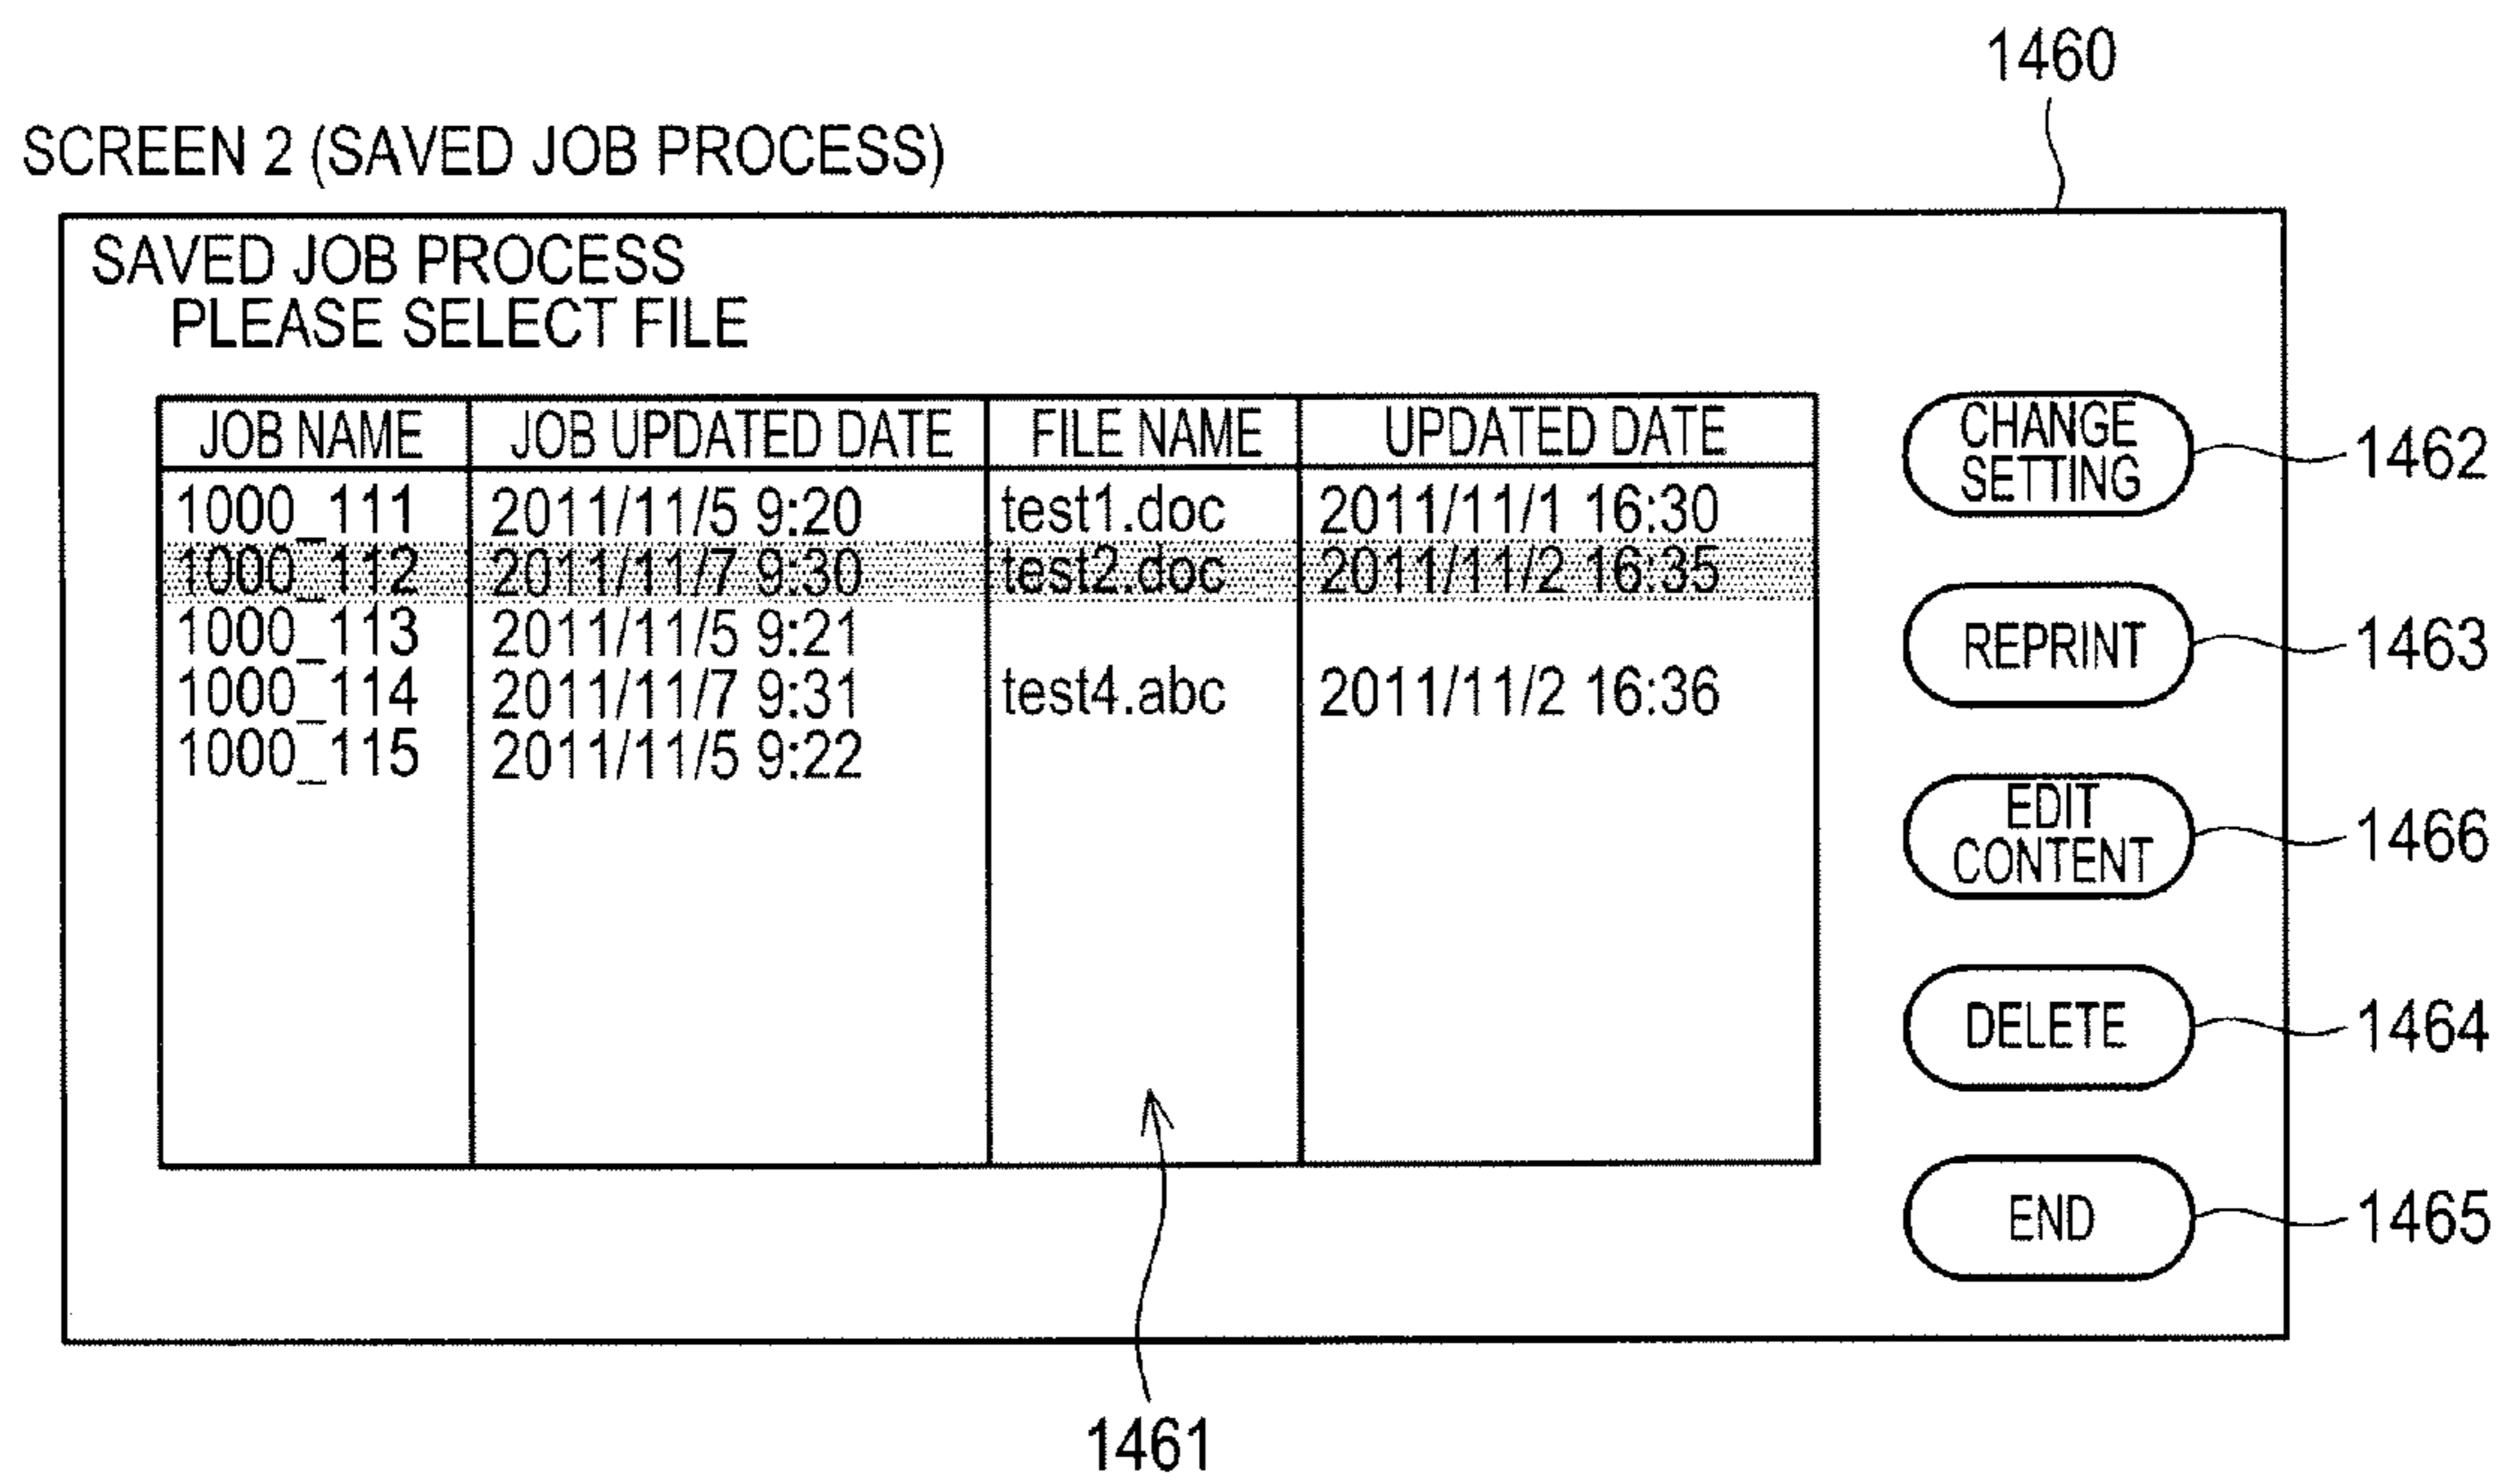 1460
SCREEN 2 (SAVED JOB PROCESS)
SAVED JOB PROCESS
PLEASE SELECT FILE
JOB NAME JOB UPDATED DATE FILE NAME UPDATED DATE
1000_111 2011/11/5 9:20 test1.doc 2011/11/1 16:30
1000_112 2011/11/7 9:30 test2.doc 2011/11/2 16:35
1000_113 2011/11/5 9:21
1000_114 2011/11/7 9:31 test4.abc 2011/11/2 16:36
1000_115 2011/11/5 9:22
CHANGE
SETTING
1462
REPRINT
1463
EDIT
CONTENT
1466
DELETE
1464
END
1465
1461